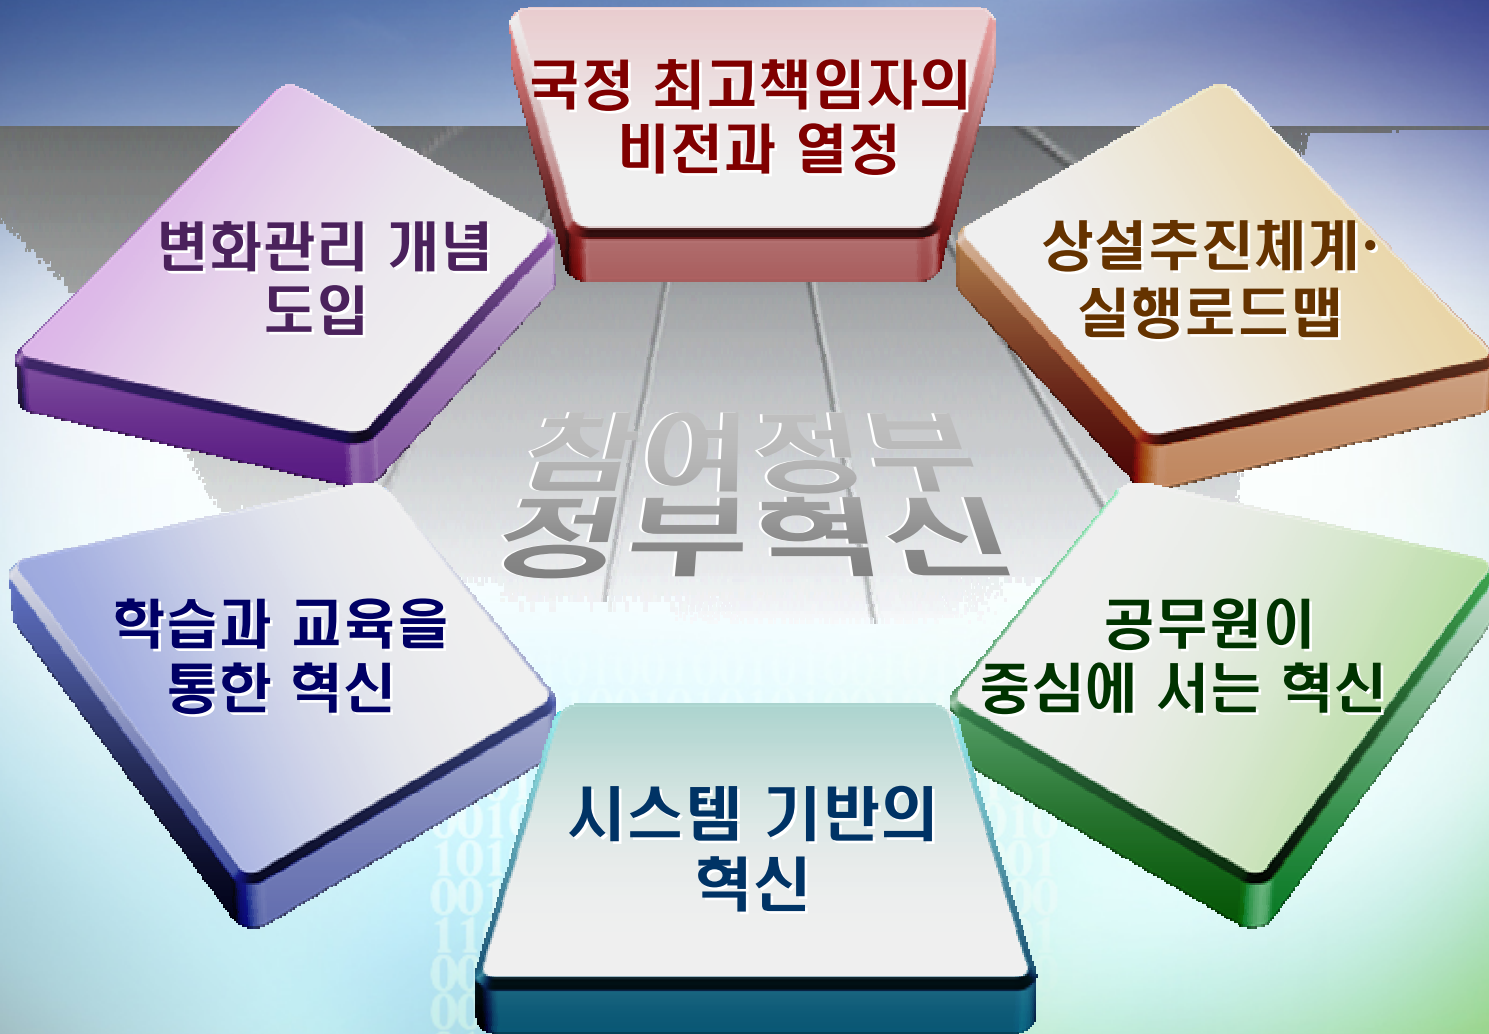 국정 최고책임자의
비전과 열정
변화관리 개념
도입
상설추진체계·
실행로드맵
참여정부
정부혁신
학습과 교육을
통한 혁신
공무원이
중심에 서는 혁신
시스템 기반의
혁신